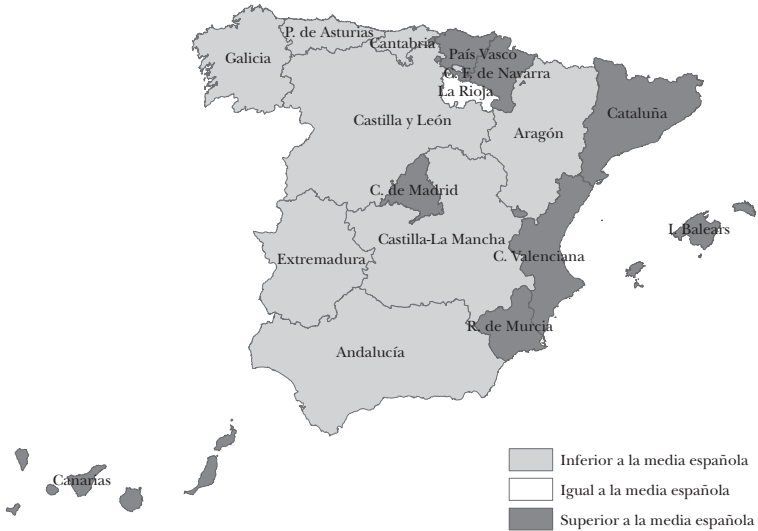 P. de Asturias
Cantabria
Galicia
País Vasco
C. F. de Navarra
La Rioja
Castilla y León
Aragón
Cataluña
C. de Madrid
I. Balears
Castilla-La Mancha
C. Valenciana
Extremadura
R. de Murcia
Andalucía
Canarias
Inferior a la media española
Igual a la media española
Superior a la media española